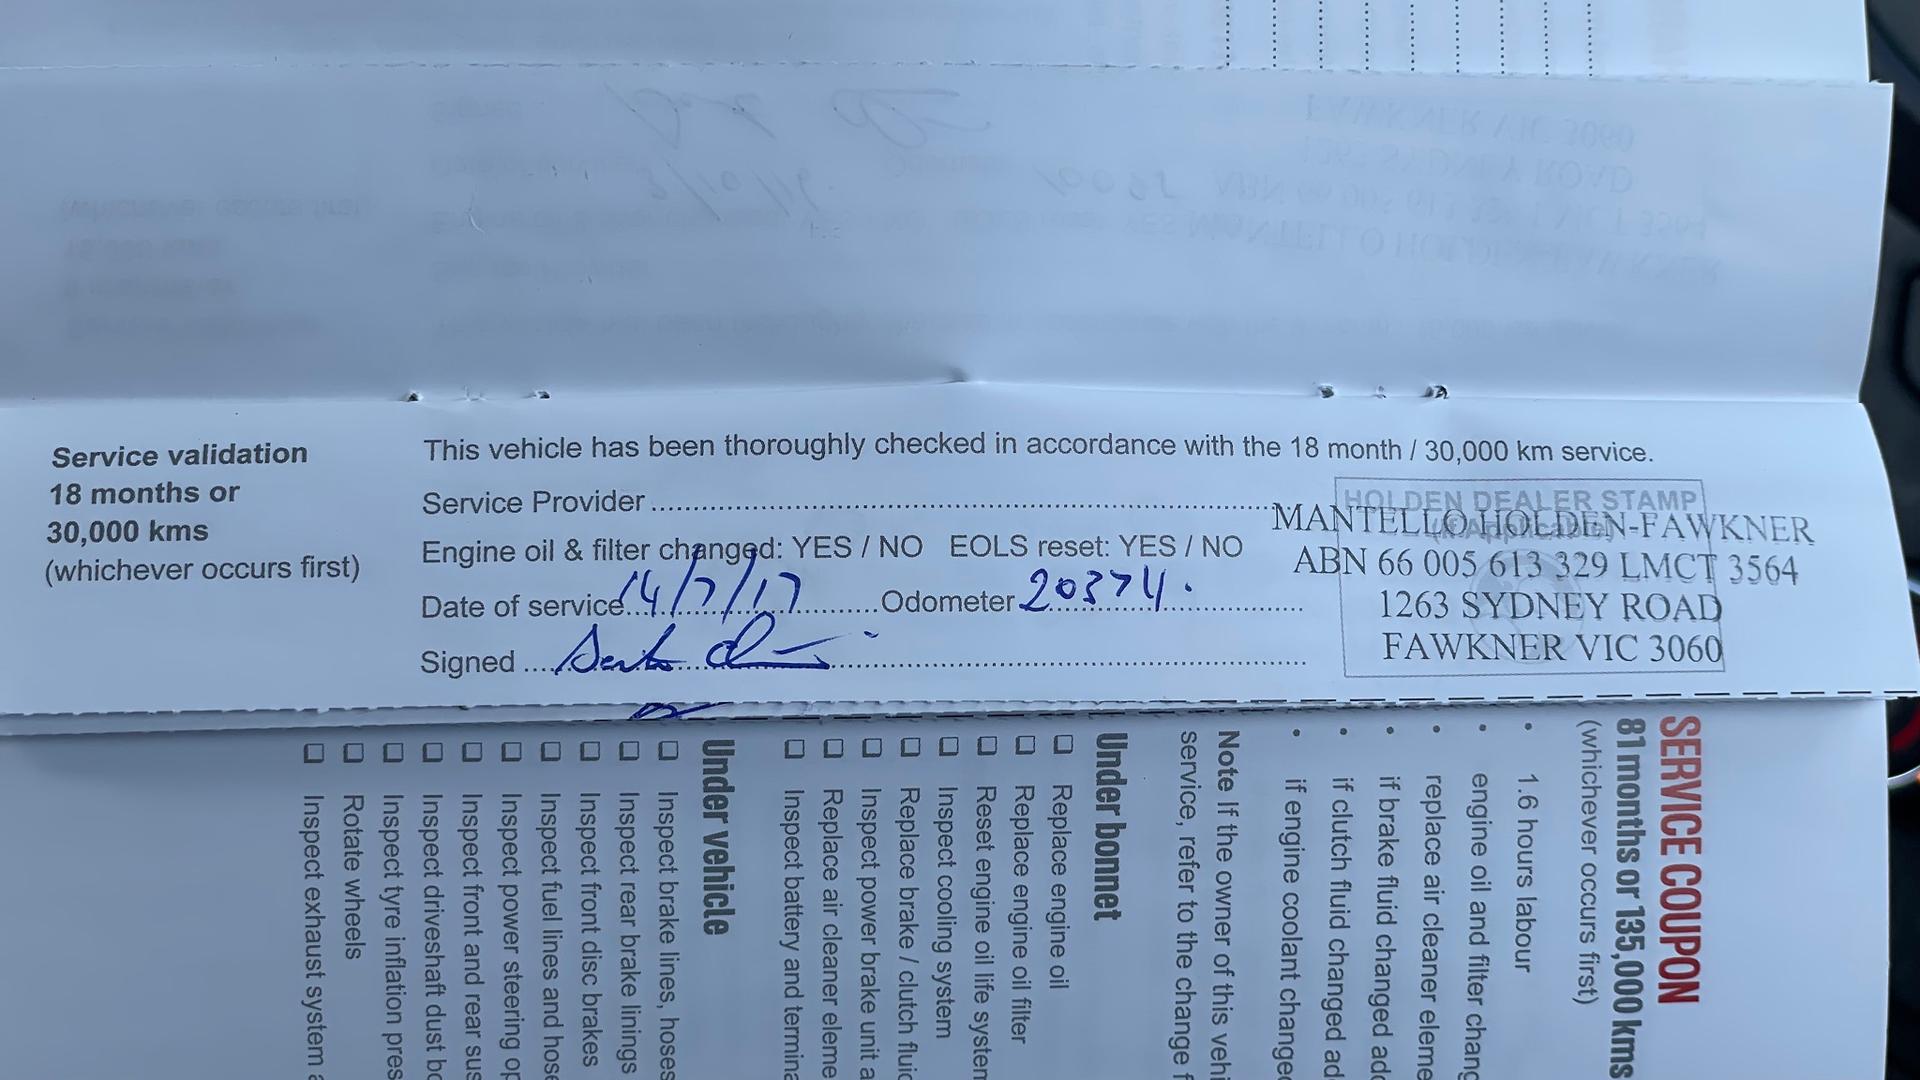 Service validation
18 months or
30,000 kms
(whichever occurs first)
This vehicle has been thoroughly checked in accordance with the 18 month / 30,000 km service.
Service Provider
Engine oil & filter changed: YES / NO EOLS reset: YES / NO
Date of service 14/7/17 Odometer 20374.
Signed
HOLDEN DEALER STAMP
(If Applicable)
MANTELLO HOLDEN-FAWKNER
ABN 66 005 613 329 LMCT 3564
1263 SYDNEY ROAD
FAWKNER VIC 3060
SERVICE COUPON
81 months or 135,000 kms
(whichever occurs first)
• 1.6 hours labour
• engine oil and filter chang
• replace air cleaner eleme
• if brake fluid changed add
• if clutch fluid changed ad
• if engine coolant changed
Note If the owner of this vehi
service, refer to the change f
Under bonnet
Replace engine oil
Replace engine oil filter
Reset engine oil life system
Inspect cooling system
Replace brake / clutch fluid
Inspect power brake unit a
Replace air cleaner eleme
Inspect battery and termina
Under vehicle
Inspect brake lines, hoses
Inspect rear brake linings
Inspect front disc brakes
Inspect fuel lines and hose
Inspect power steering op
Inspect front and rear sus
Inspect driveshaft dust bo
Inspect tyre inflation pres
Rotate wheels
Inspect exhaust system a